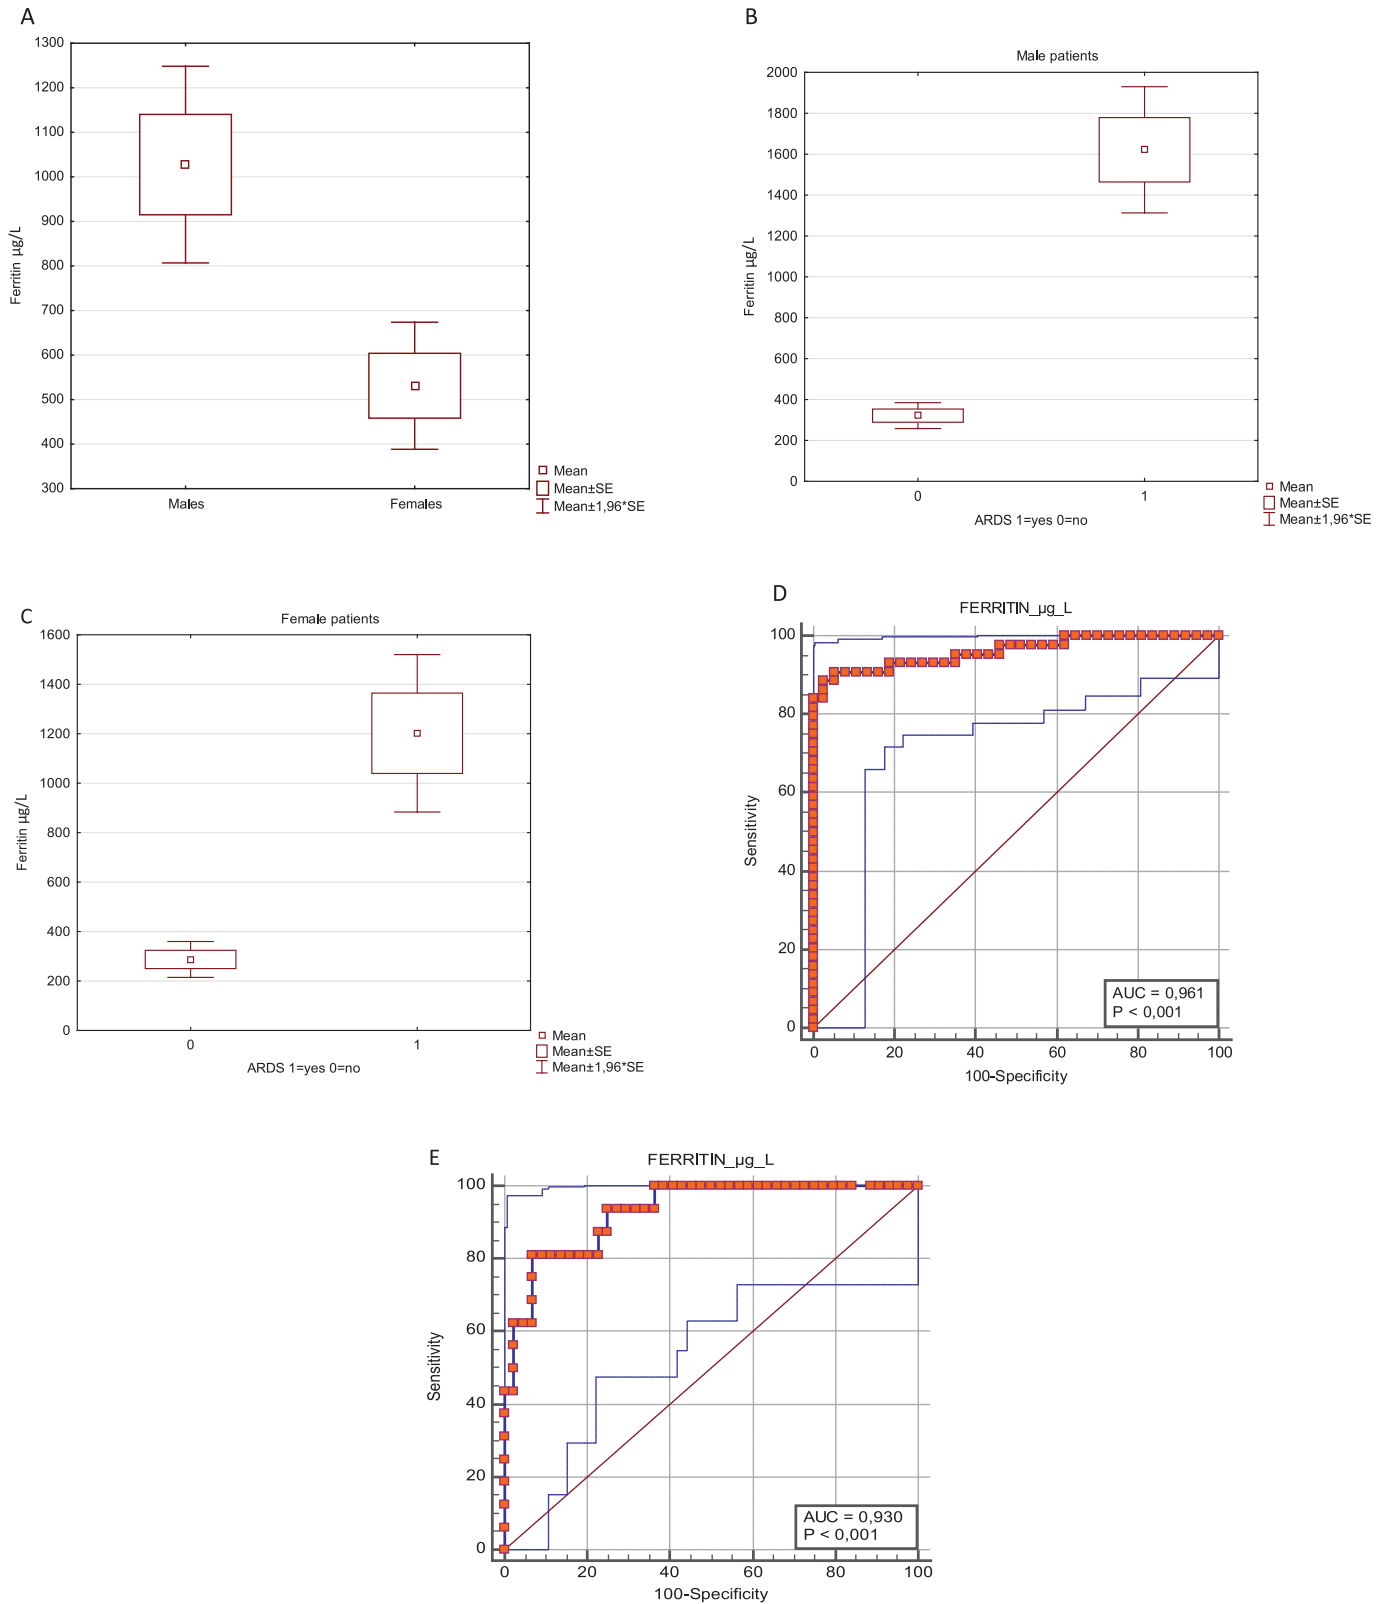 A
1300
1200
1100
1000
900
800
700
600
500
400
300
Ferritin µg/L
Males
Females
Mean
Mean±SE
Mean±1,96*SE
B
Male patients
2000
1800
1600
1400
1200
1000
800
600
400
200
0
Ferritin µg/L
0
1
ARDS 1=yes 0=no
Mean
Mean±SE
Mean±1,96*SE
C
Female patients
1600
1400
1200
1000
800
600
400
200
0
Ferritin µg/L
0
1
ARDS 1=yes 0=no
Mean
Mean±SE
Mean±1,96*SE
D
FERRITIN_µg_L
100
80
60
40
20
0
Sensitivity
AUC = 0,961
P < 0,001
0
20
40
60
80
100
100-Specificity
E
FERRITIN_µg_L
100
80
60
40
20
0
Sensitivity
AUC = 0,930
P < 0,001
0
20
40
60
80
100
100-Specificity